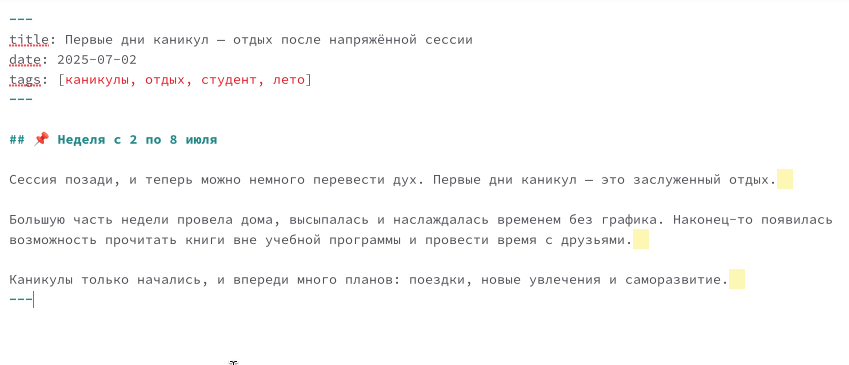 ---
title: Первые дни каникул — отдых после напряжённой сессии
date: 2025-07-02
tags: [каникулы, отдых, студент, лето]
---
## 📌 Неделя с 2 по 8 июля
Сессия позади, и теперь можно немного перевести дух. Первые дни каникул — это заслуженный отдых.
Большую часть недели провела дома, высыпалась и наслаждалась временем без графика. Наконец-то появилась
возможность прочитать книги вне учебной программы и провести время с друзьями.
Каникулы только начались, и впереди много планов: поездки, новые увлечения и саморазвитие.
---